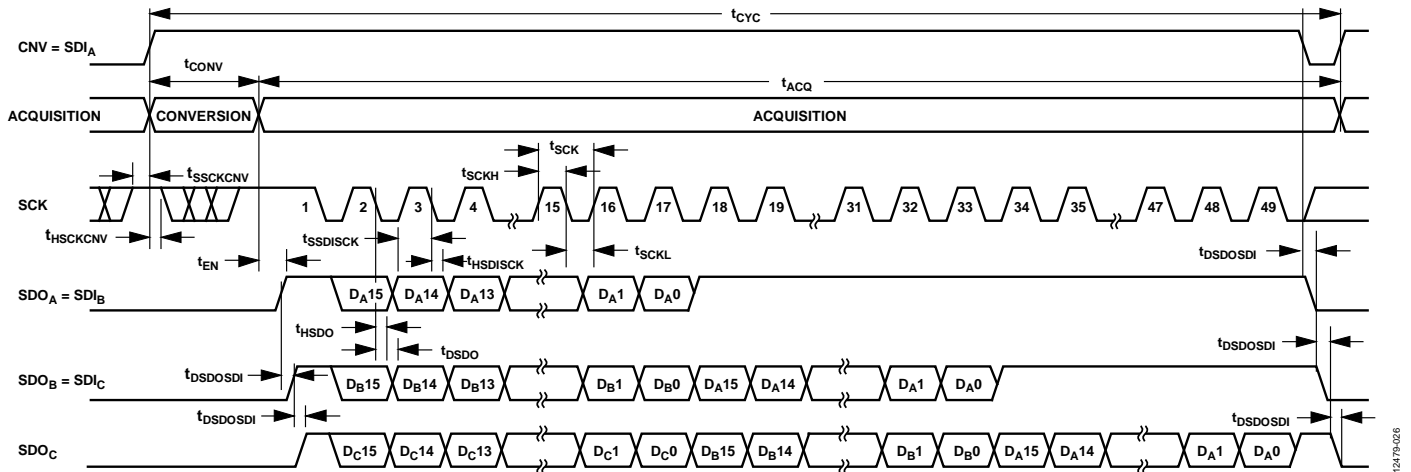 tCYC
CNV = SDIA
tCONV
tACQ
ACQUISITION CONVERSION ACQUISITION
tSSCKCNV
tSCK
tSCKH
SCK 1 2 3 4 15 16 17 18 19 31 32 33 34 35 47 48 49
tHSCKCNV
tSSDISCK
tSCKL
tDSDOSDI
tEN
tHSDISCK
SDOA = SDIB DA15 DA14 DA13 DA1 DA0
tHSDO
tDSDO
tDSDOSDI
tDSDOSDI
SDOB = SDIC DB15 DB14 DB13 DB1 DB0 DA15 DA14 DA1 DA0
tDSDOSDI
tDSDOSDI
SDOC DC15 DC14 DC13 DC1 DC0 DB15 DB14 DB1 DB0 DA15 DA14 DA1 DA0
12479-026